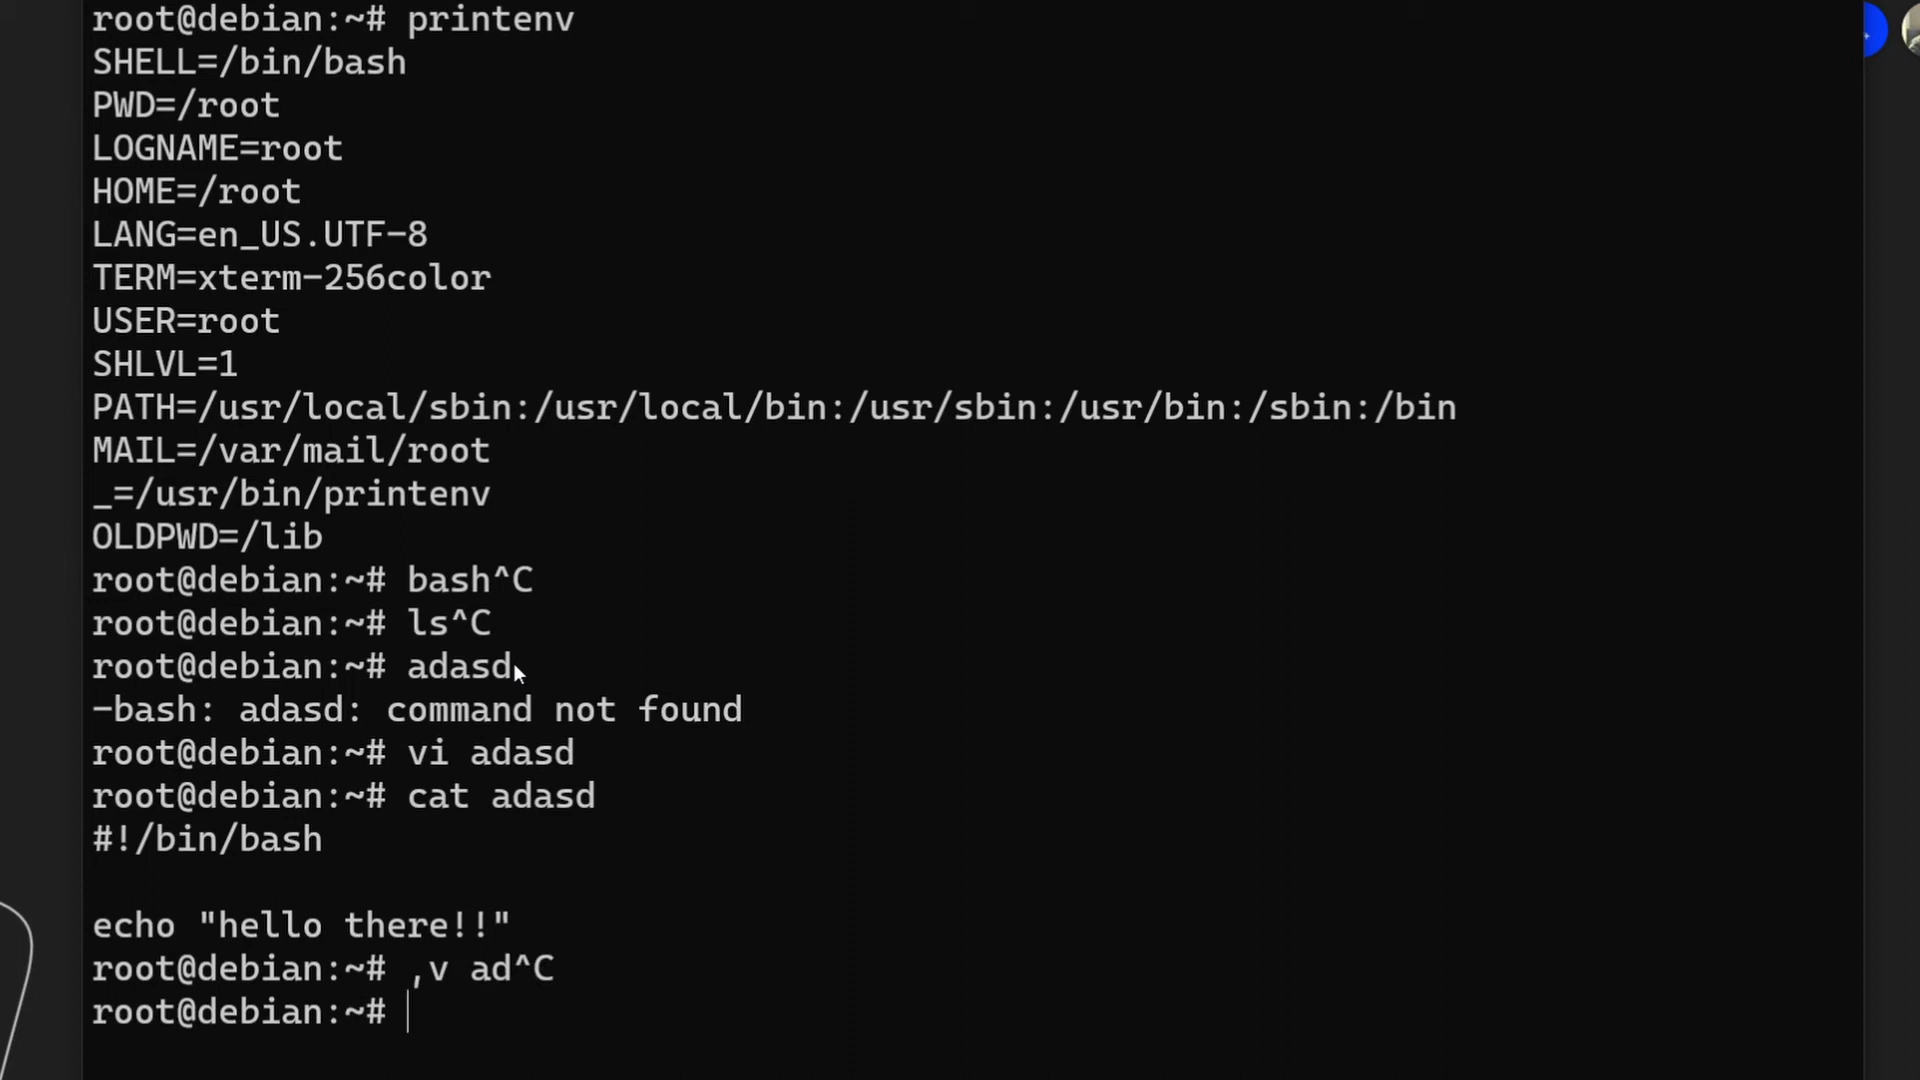 root@debian:~# printenv
SHELL=/bin/bash
PWD=/root
LOGNAME=root
HOME=/root
LANG=en_US.UTF-8
TERM=xterm-256color
USER=root
SHLVL=1
PATH=/usr/local/sbin:/usr/local/bin:/usr/sbin:/usr/bin:/sbin:/bin
MAIL=/var/mail/root
_=/usr/bin/printenv
OLDPWD=/lib
root@debian:~# bash^C
root@debian:~# ls^C
root@debian:~# adasd
-bash: adasd: command not found
root@debian:~# vi adasd
root@debian:~# cat adasd
#!/bin/bash

echo "hello there!!"
root@debian:~# ,v ad^C
root@debian:~#